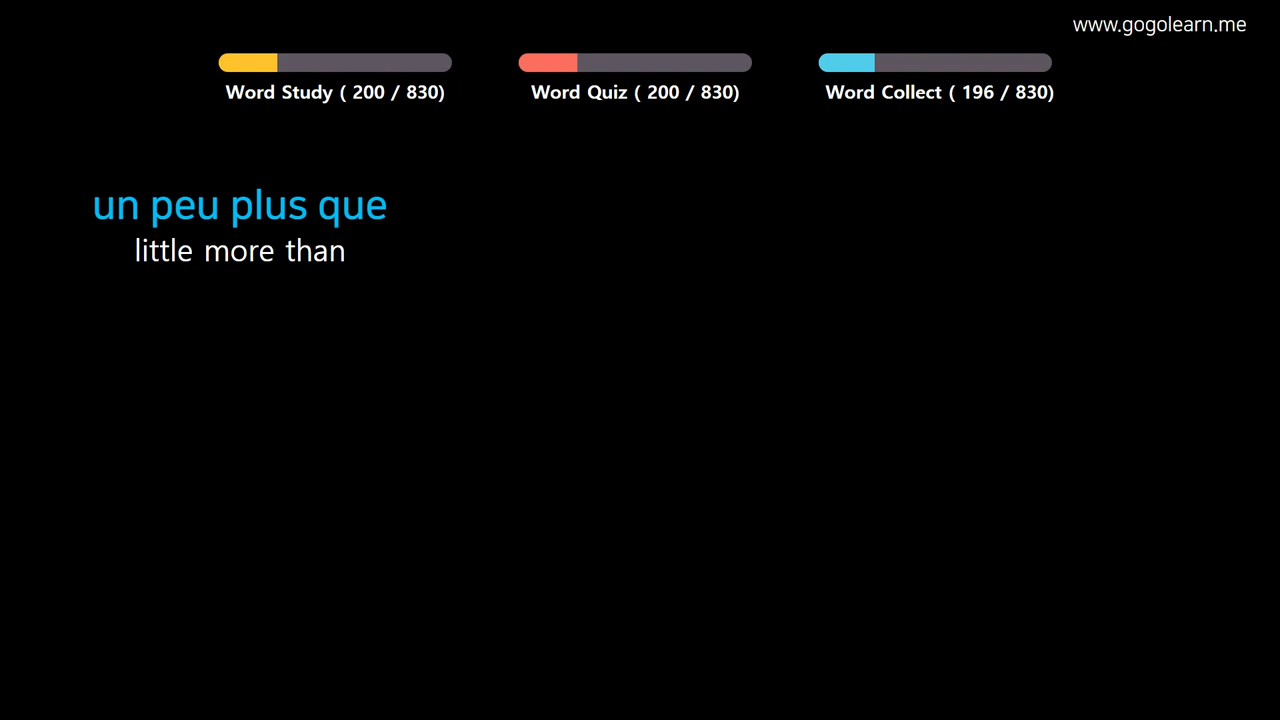 www.gogolearn.me
Word Study ( 200 / 830)
Word Quiz ( 200 / 830)
Word Collect ( 196 / 830)
un peu plus que
little more than